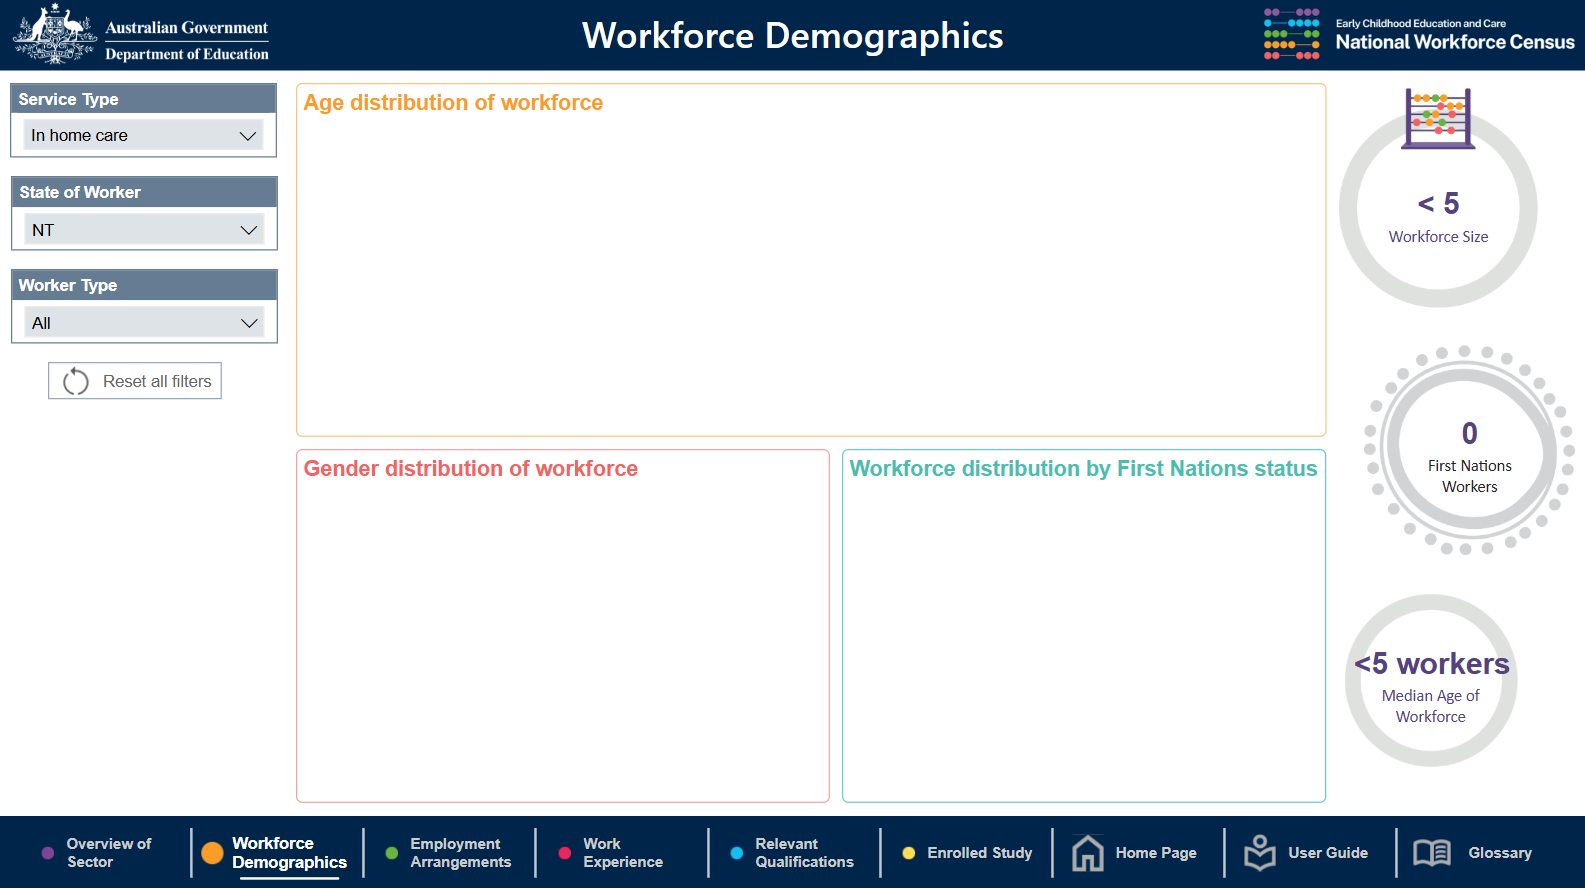 Australian Government
Department of Education
Workforce Demographics
Early Childhood Education and Care
National Workforce Census
Service Type
In home care
State of Worker
NT
Worker Type
All
Reset all filters
Age distribution of workforce
Gender distribution of workforce
Workforce distribution by First Nations status
< 5
Workforce Size
0
First Nations
Workers
<5 workers
Median Age of
Workforce
Overview of
Sector
Workforce
Demographics
Employment
Arrangements
Work
Experience
Relevant
Qualifications
Enrolled Study
Home Page
User Guide
Glossary